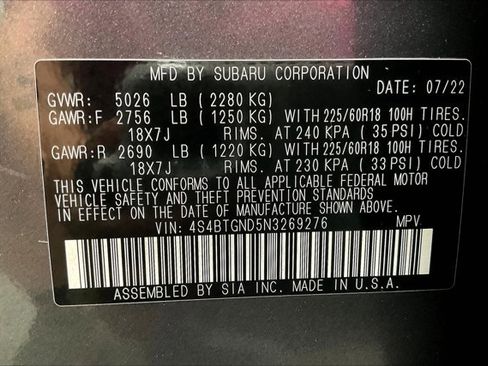 MFD BY SUBARU CORPORATION
DATE: 07/22
GVWR: 5026 LB (2280 KG)
GAWR:F 2756 LB (1250 KG) WITH 225/60R18 100H TIRES.
18X7J RIMS. AT 240 KPA (35 PSI) COLD
GAWR:R 2690 LB (1220 KG) WITH 225/60R18 100H TIRES.
18X7J RIMS. AT 230 KPA (33 PSI) COLD
THIS VEHICLE CONFORMS TO ALL APPLICABLE FEDERAL MOTOR
VEHICLE SAFETY AND THEFT PREVENTION STANDARDS
IN EFFECT ON THE DATE OF MANUFACTURE SHOWN ABOVE.
VIN: 4S4BTGND5N3269276 MPV
ASSEMBLED BY SIA INC. MADE IN U.S.A.